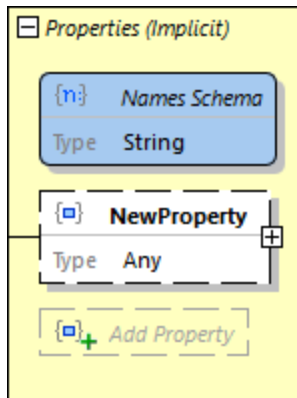 Properties (Implicit)
{n:} Names Schema
Type String
{ } NewProperty
Type Any
{ } Add Property